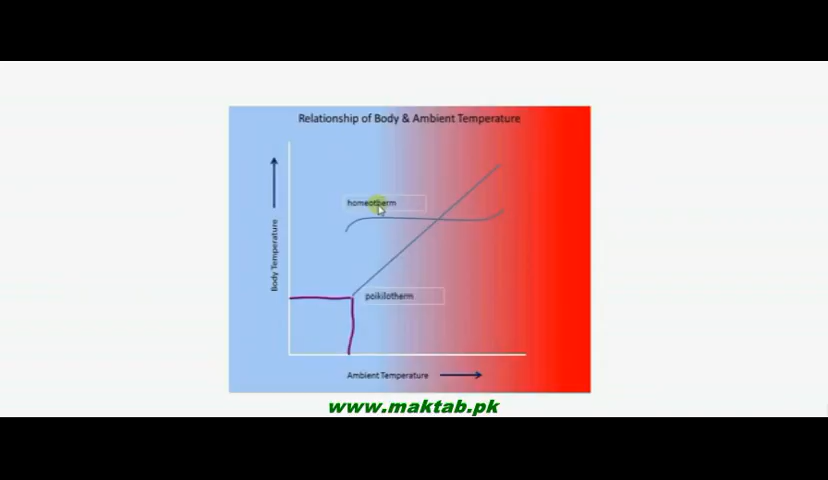 Relationship of Body & Ambient Temperature
homeotherm
Body Temperature
poikilotherm
Ambient Temperature
www.maktab.pk